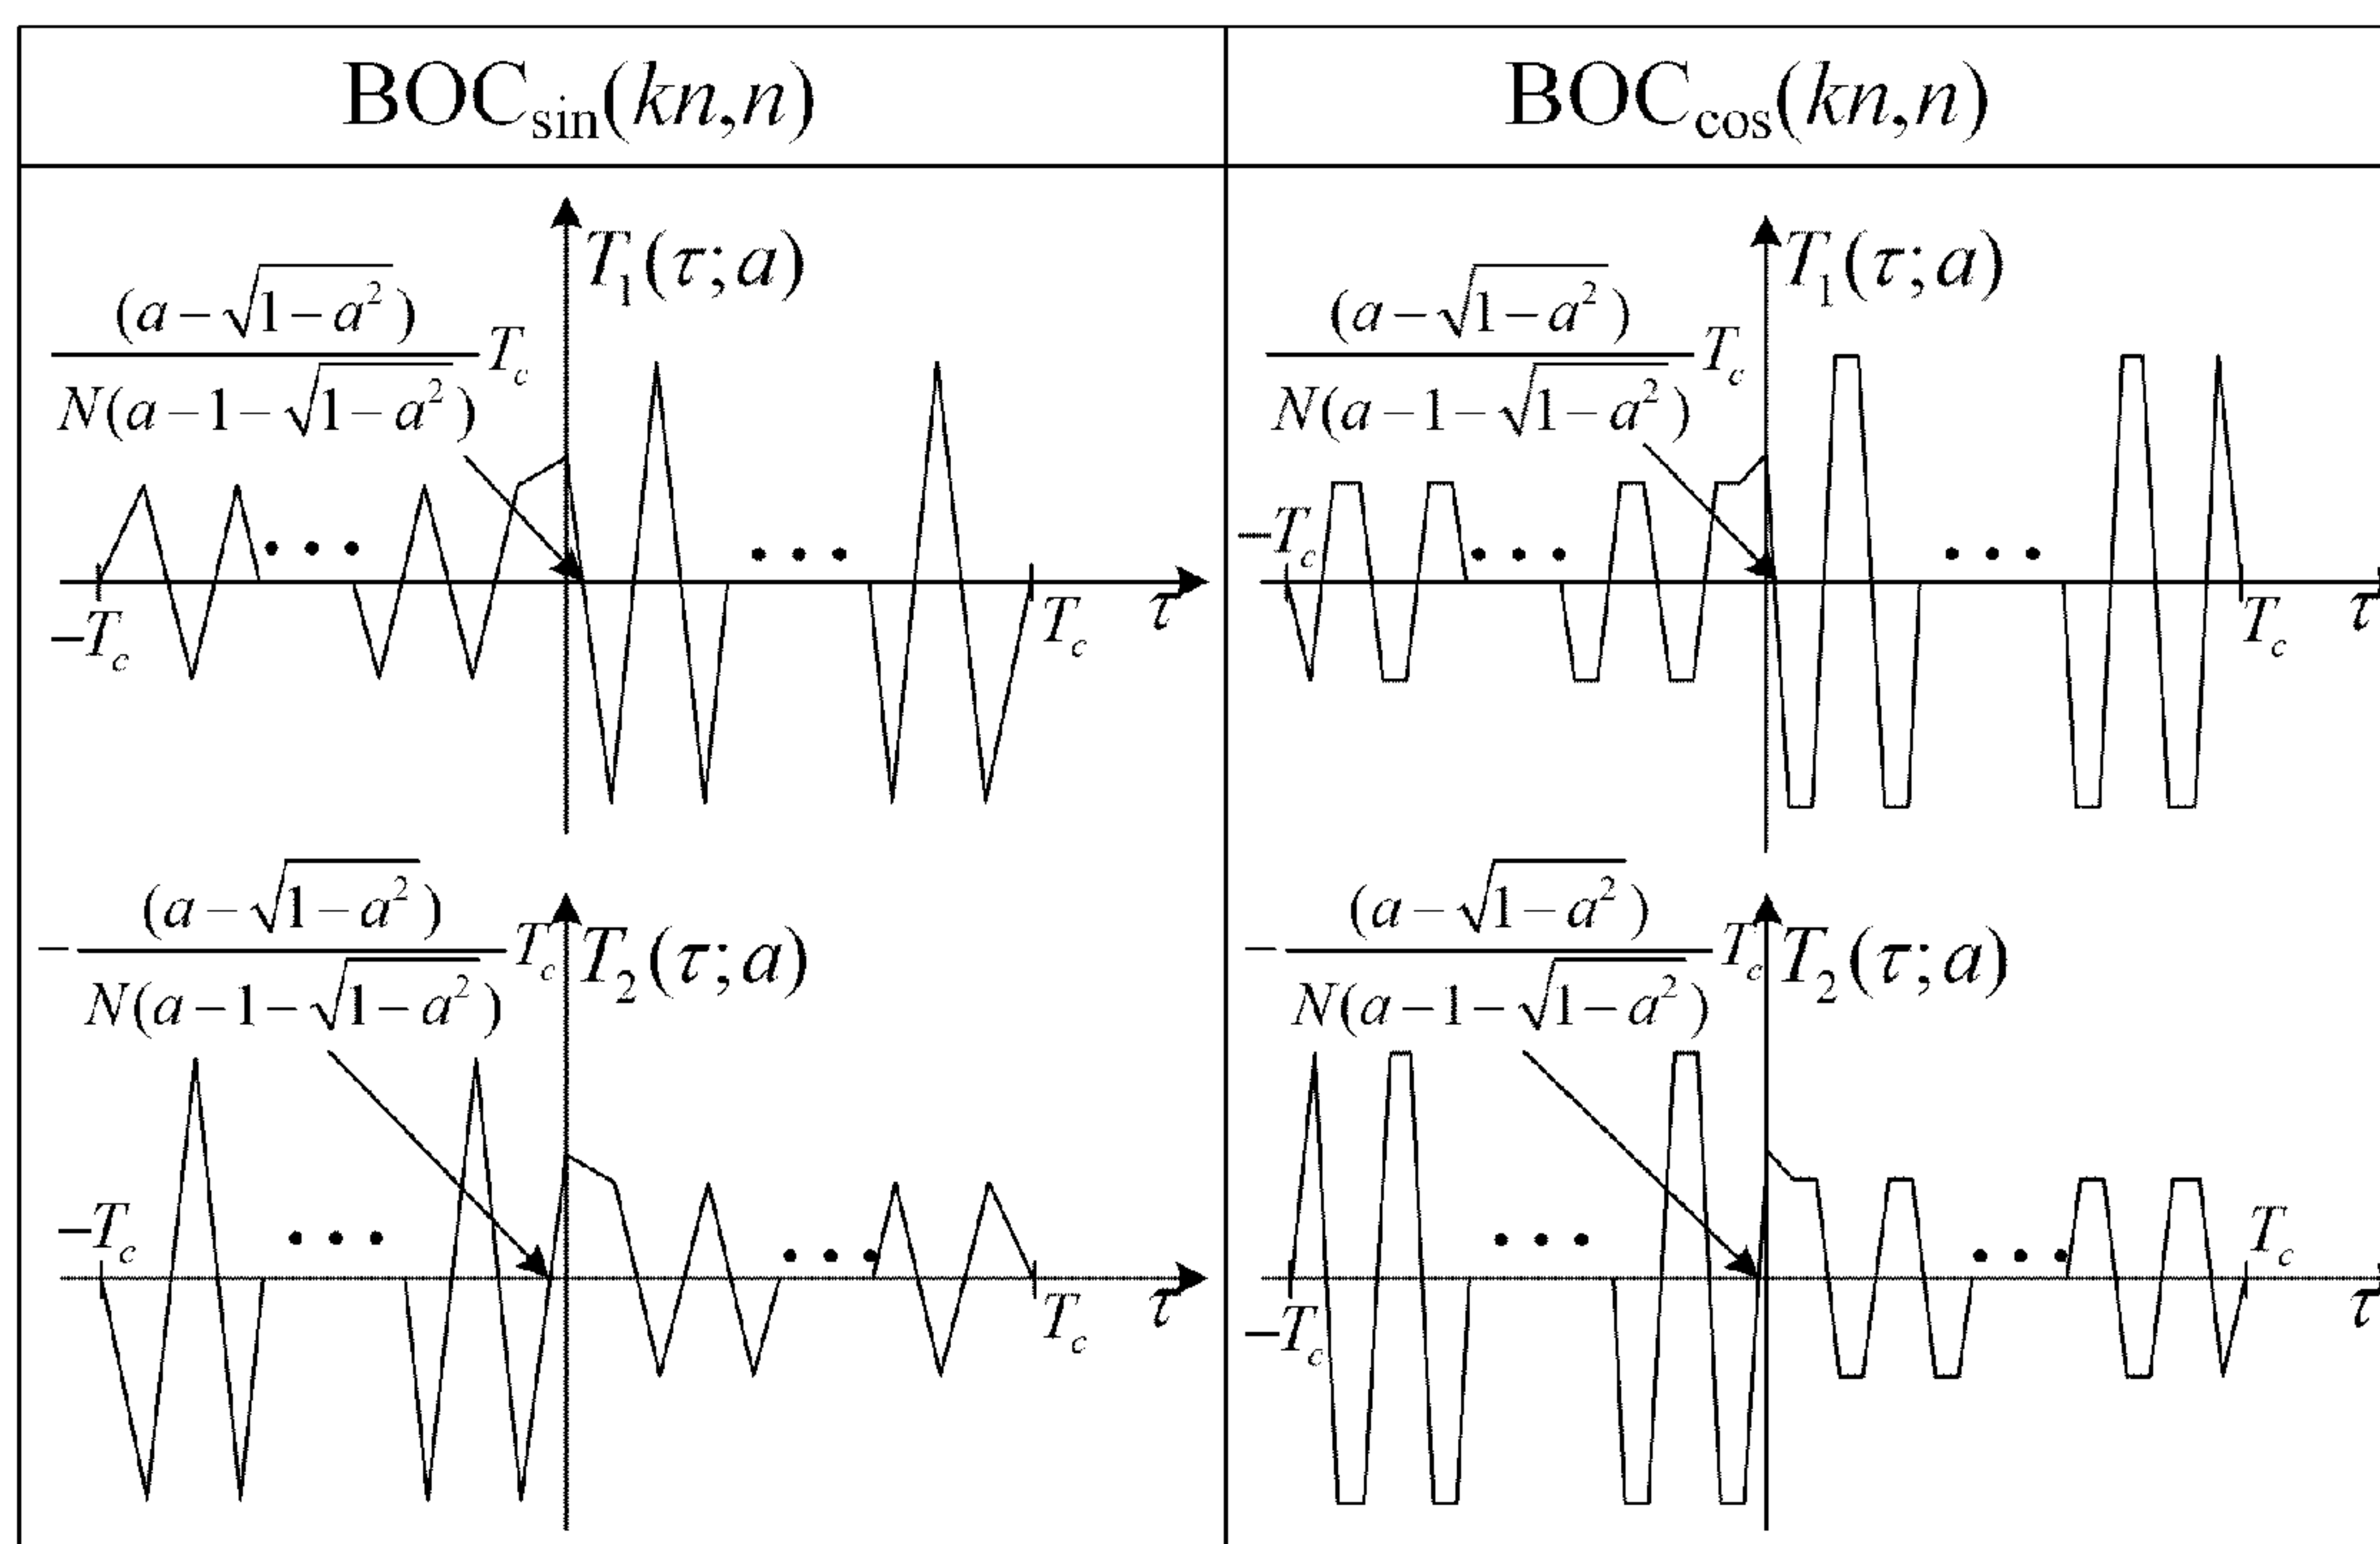 BOC_sin(kn,n)
BOC_cos(kn,n)
T_1(τ;a)
(a−√(1−a²))
N(a−1−√(1−a²))
T_c
−T_c
T_c
τ
T_1(τ;a)
(a−√(1−a²))
N(a−1−√(1−a²))
T_c
−T_c
T_c
τ
T_2(τ;a)
−
(a−√(1−a²))
N(a−1−√(1−a²))
T_c
−T_c
T_c
τ
T_2(τ;a)
−
(a−√(1−a²))
N(a−1−√(1−a²))
T_c
−T_c
T_c
τ